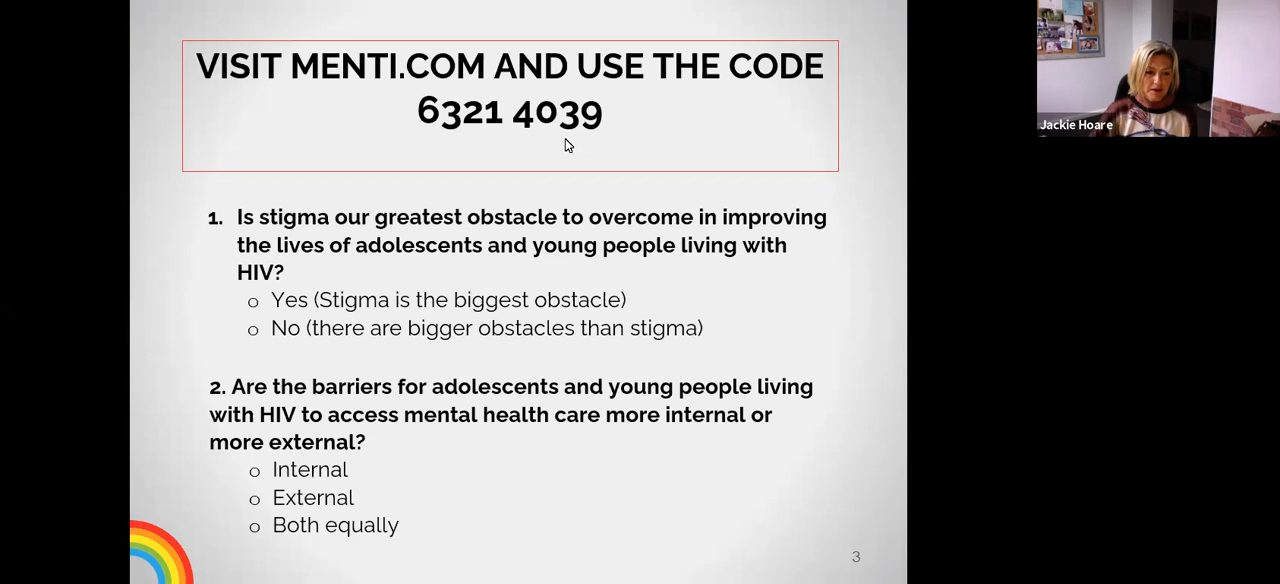 VISIT MENTI.COM AND USE THE CODE
6321 4039
Jackie Hoare
1. Is stigma our greatest obstacle to overcome in improving
the lives of adolescents and young people living with
HIV?
o Yes (Stigma is the biggest obstacle)
o No (there are bigger obstacles than stigma)
2. Are the barriers for adolescents and young people living
with HIV to access mental health care more internal or
more external?
o Internal
o External
o Both equally
3